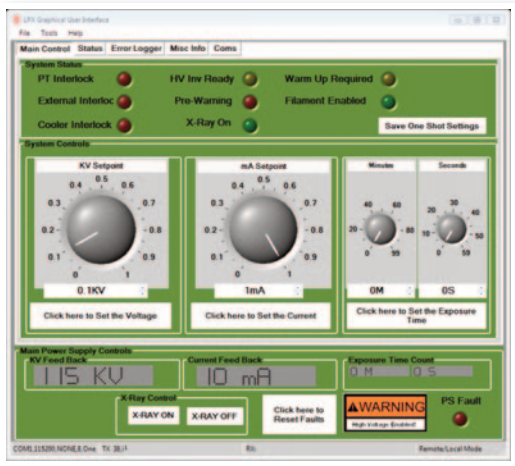 LPX Graphical User Interface
File Tools Help
Main Control Status Error Logger Misc Info Coms
System Status
PT Interlock HV Inv Ready Warm Up Required
External Interloc Pre-Warning Filament Enabled
Cooler Interlock X-Ray On
Save One Shot Settings
System Controls
KV Setpoint
0 0.1 0.2 0.3 0.4 0.5 0.6 0.7 0.8 0.9 1
0.1KV
Click here to Set the Voltage
mA Setpoint
0 0.1 0.2 0.3 0.4 0.5 0.6 0.7 0.8 0.9 1
1mA
Click here to Set the Current
Minutes
0 20 40 60 80 99
0M
Seconds
0 10 20 30 40 50 59
0S
Click here to Set the Exposure
Time
Main Power Supply Controls
KV Feed Back
115 KV
Current Feed Back
10 mA
Exposure Time Count
0 M 0 S
X-Ray Control
X-RAY ON X-RAY OFF
Click here to
Reset Faults
WARNING
High Voltage Enabled!
PS Fault
COM1,115200,NONE,8,One TX: RX: Remote/Local Mode